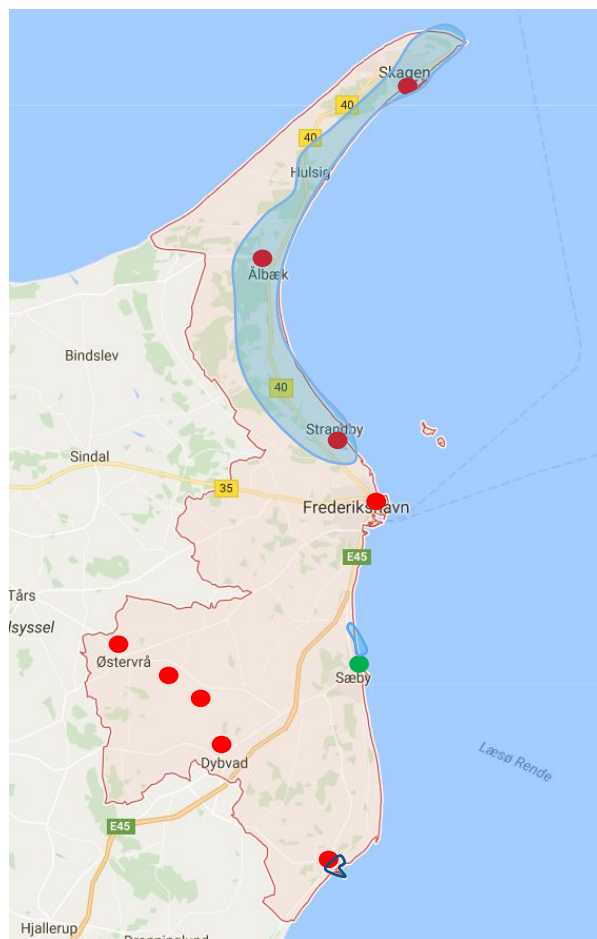 Skagen
40
40
Hulsig
Ålbæk
Bindslev
40
Strandby
Sindal
35
Frederikshavn
E45
Tårs
dsyssel
Østervrå
Sæby
Læsø Rende
Dybvad
E45
Hjallerup
Dronninglund